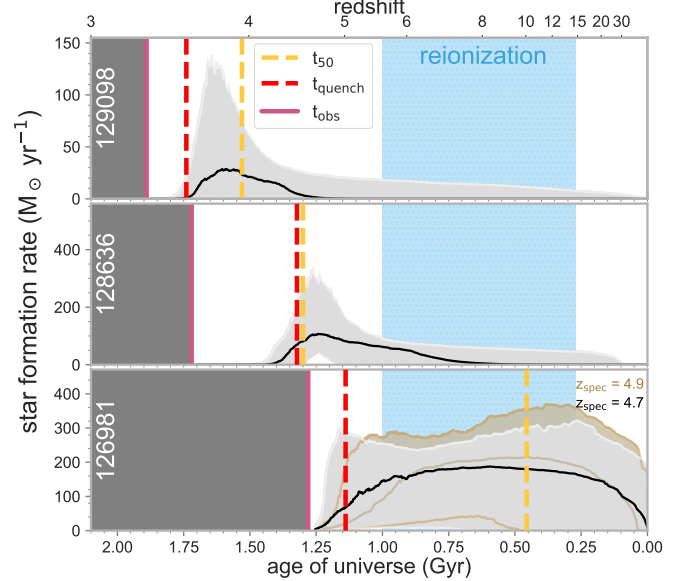 redshift
3 4 5 6 8 10 12 15 20 30
150
100
50
0
129098
t50
tquench
tobs
reionization
star formation rate (M⊙ yr−1)
400
200
0
128636
400
300
200
100
0
126981
zspec = 4.9
zspec = 4.7
2.00 1.75 1.50 1.25 1.00 0.75 0.50 0.25 0.00
age of universe (Gyr)